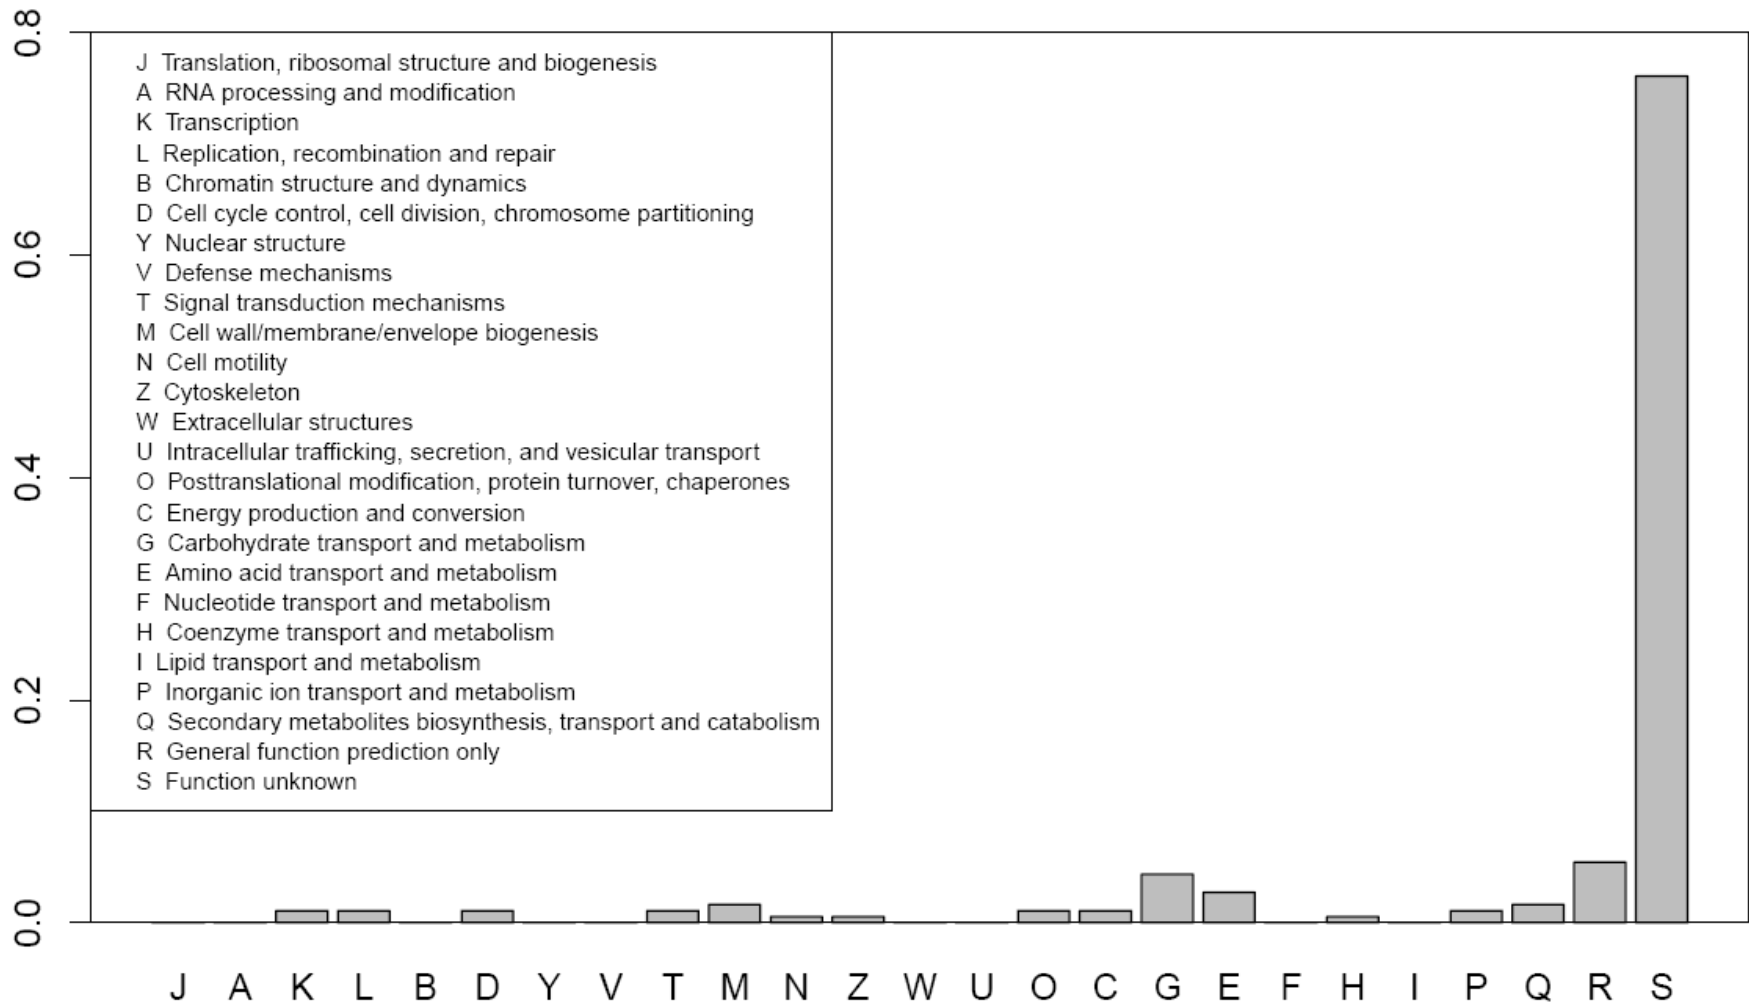 0.8
0.6
0.4
0.2
0.0
J Translation, ribosomal structure and biogenesis
A RNA processing and modification
K Transcription
L Replication, recombination and repair
B Chromatin structure and dynamics
D Cell cycle control, cell division, chromosome partitioning
Y Nuclear structure
V Defense mechanisms
T Signal transduction mechanisms
M Cell wall/membrane/envelope biogenesis
N Cell motility
Z Cytoskeleton
W Extracellular structures
U Intracellular trafficking, secretion, and vesicular transport
O Posttranslational modification, protein turnover, chaperones
C Energy production and conversion
G Carbohydrate transport and metabolism
E Amino acid transport and metabolism
F Nucleotide transport and metabolism
H Coenzyme transport and metabolism
I Lipid transport and metabolism
P Inorganic ion transport and metabolism
Q Secondary metabolites biosynthesis, transport and catabolism
R General function prediction only
S Function unknown
J A K L B D Y V T M N Z W U O C G E F H I P Q R S